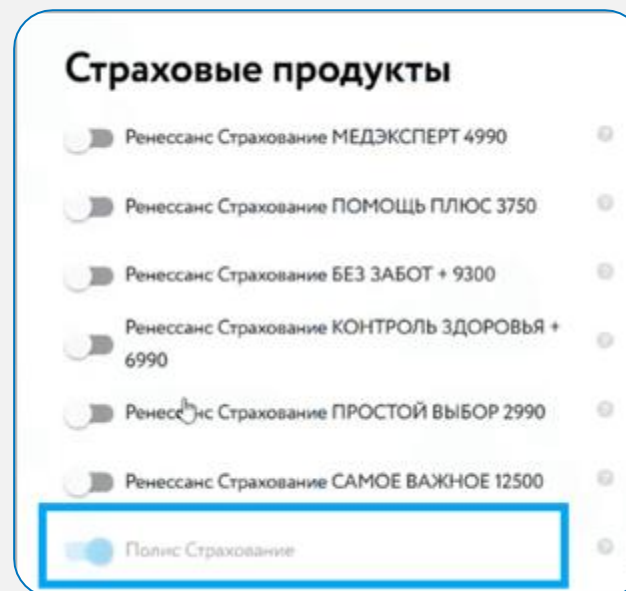 Страховые продукты
Ренессанс Страхование МЕДЭКСПЕРТ 4990
Ренессанс Страхование ПОМОЩЬ ПЛЮС 3750
Ренессанс Страхование БЕЗ ЗАБОТ + 9300
Ренессанс Страхование КОНТРОЛЬ ЗДОРОВЬЯ +
6990
Ренессанс Страхование ПРОСТОЙ ВЫБОР 2990
Ренессанс Страхование САМОЕ ВАЖНОЕ 12500
Полис Страхование